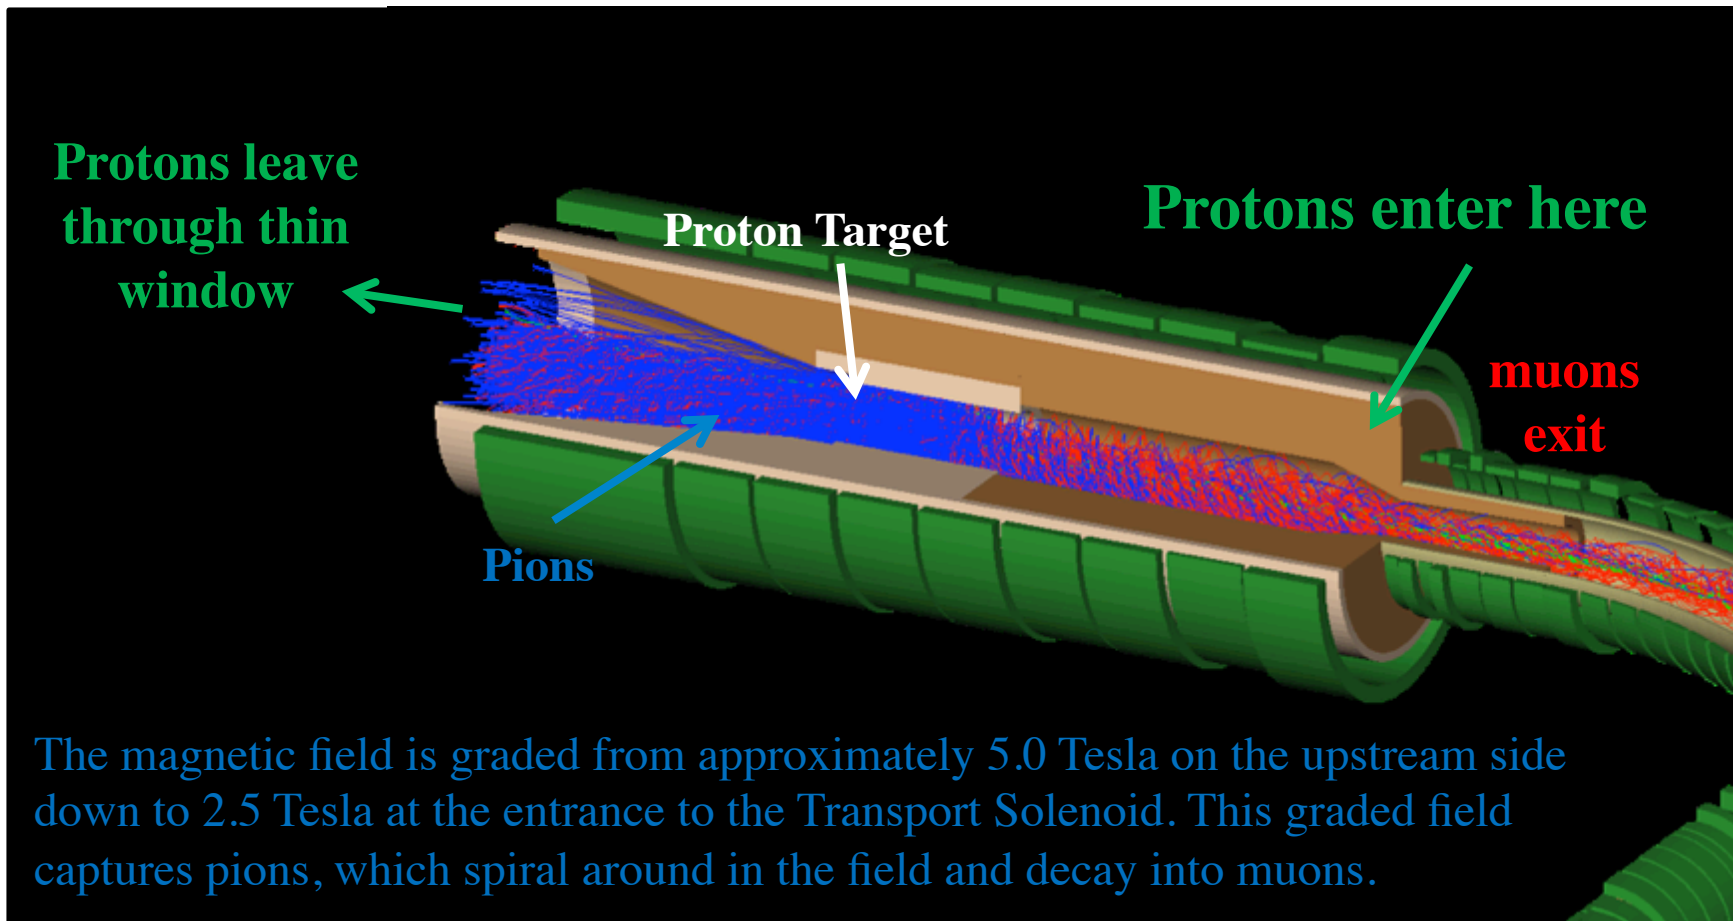 Protons leave
through thin
window
Proton Target
Protons enter here
muons
exit
Pions
The magnetic field is graded from approximately 5.0 Tesla on the upstream side
down to 2.5 Tesla at the entrance to the Transport Solenoid. This graded field
captures pions, which spiral around in the field and decay into muons.